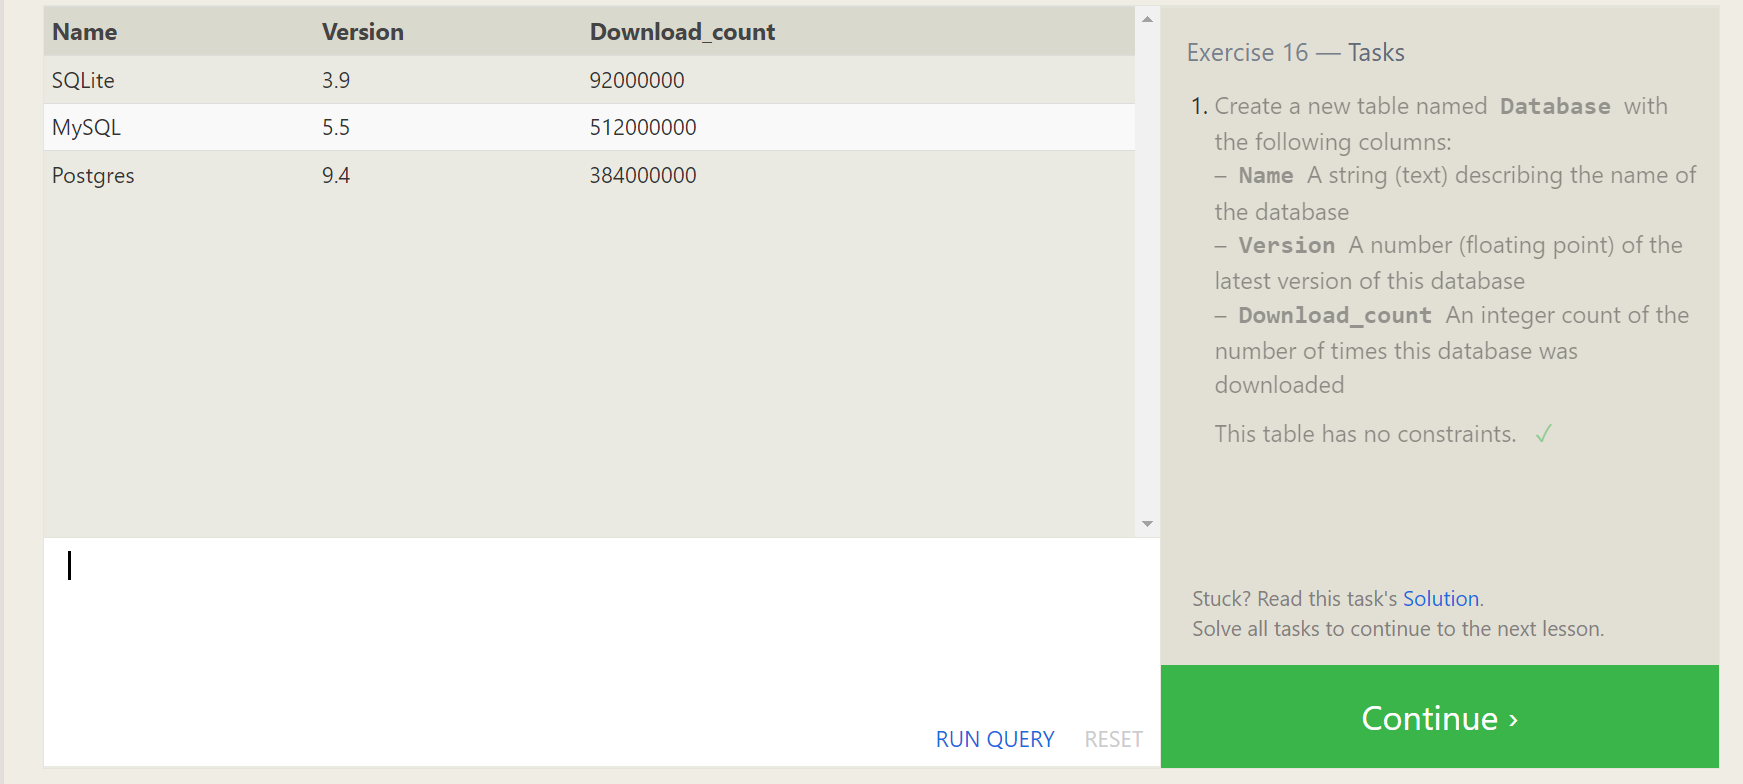 Name Version Download_count
SQLite 3.9 92000000
MySQL 5.5 512000000
Postgres 9.4 384000000
RUN QUERY RESET
Exercise 16 — Tasks
1. Create a new table named Database with
the following columns:
– Name A string (text) describing the name of
the database
– Version A number (floating point) of the
latest version of this database
– Download_count An integer count of the
number of times this database was
downloaded
This table has no constraints. ✓
Stuck? Read this task's Solution.
Solve all tasks to continue to the next lesson.
Continue ›